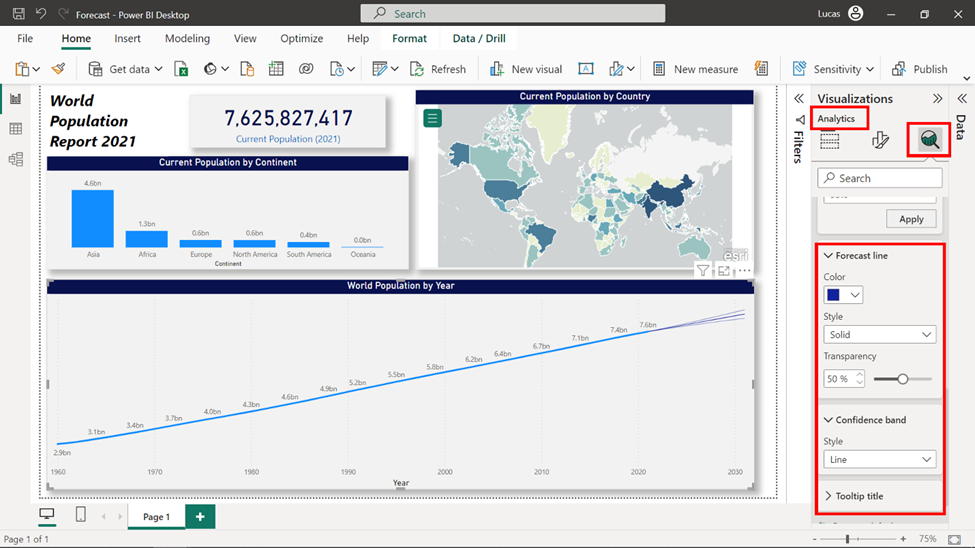 Forecast - Power BI Desktop
Search
Lucas
File Home Insert Modeling View Optimize Help Format Data / Drill
Get data Refresh New visual New measure Sensitivity Publish
World
Population
Report 2021
7,625,827,417
Current Population (2021)
Current Population by Continent
4.6bn
1.3bn
0.6bn
0.6bn
0.4bn
0.0bn
Asia Africa Europe North America South America Oceania
Continent
Current Population by Country
esri
World Population by Year
2.9bn
3.1bn
3.4bn
3.7bn
4.0bn
4.3bn
4.6bn
4.9bn
5.2bn
5.5bn
5.8bn
6.2bn
6.4bn
6.7bn
7.1bn
7.4bn
7.6bn
1960 1970 1980 1990 2000 2010 2020 2030
Year
Filters
Visualizations
Analytics
Search
Apply
Forecast line
Color
Style
Solid
Transparency
50 %
Confidence band
Style
Line
Tooltip title
Data
Page 1
Page 1 of 1
75%